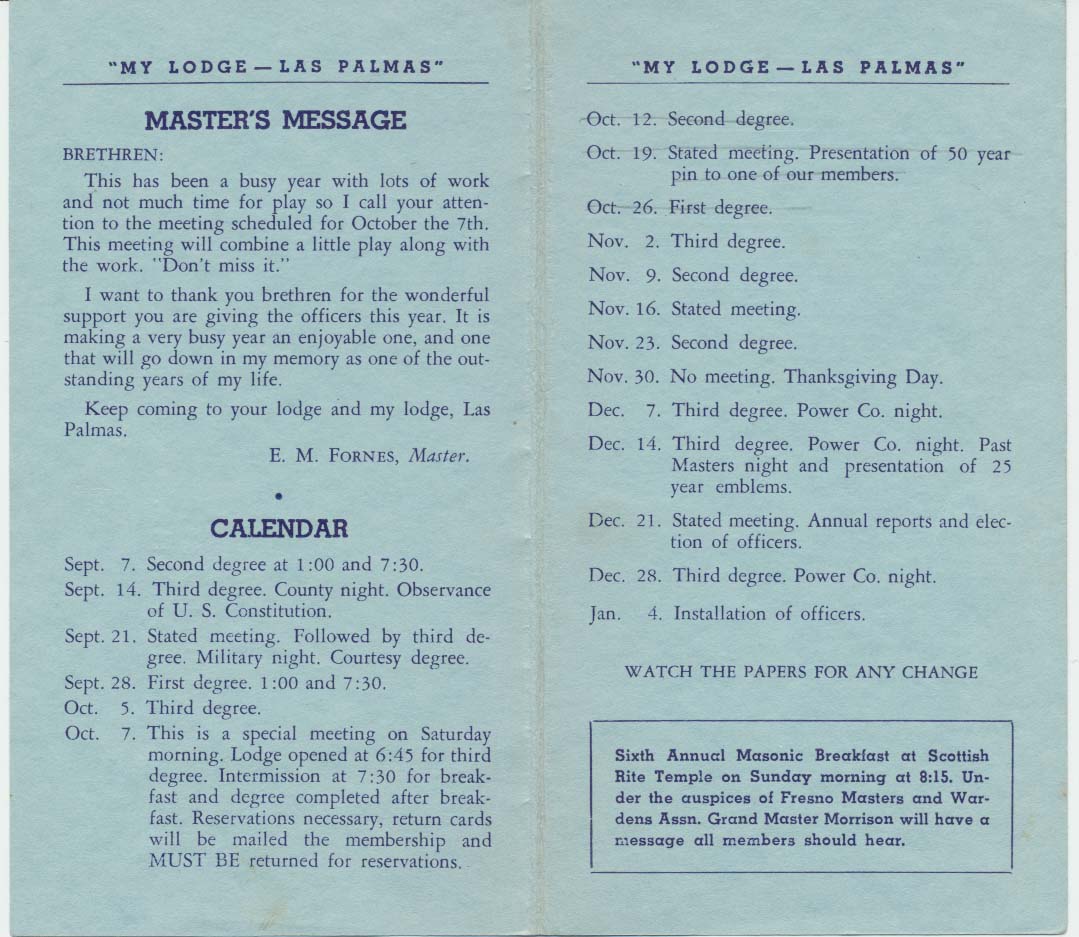 "MY LODGE — LAS PALMAS"
MASTER'S MESSAGE
BRETHREN:
This has been a busy year with lots of work
and not much time for play so I call your atten-
tion to the meeting scheduled for October the 7th.
This meeting will combine a little play along with
the work. "Don't miss it."
I want to thank you brethren for the wonderful
support you are giving the officers this year. It is
making a very busy year an enjoyable one, and one
that will go down in my memory as one of the out-
standing years of my life.
Keep coming to your lodge and my lodge, Las
Palmas.
E. M. FORNES, Master.
•
CALENDAR
Sept. 7. Second degree at 1:00 and 7:30.
Sept. 14. Third degree. County night. Observance
of U. S. Constitution.
Sept. 21. Stated meeting. Followed by third de-
gree. Military night. Courtesy degree.
Sept. 28. First degree. 1:00 and 7:30.
Oct. 5. Third degree.
Oct. 7. This is a special meeting on Saturday
morning. Lodge opened at 6:45 for third
degree. Intermission at 7:30 for break-
fast and degree completed after break-
fast. Reservations necessary, return cards
will be mailed the membership and
MUST BE returned for reservations.
"MY LODGE — LAS PALMAS"
Oct. 12. Second degree.
Oct. 19. Stated meeting. Presentation of 50 year
pin to one of our members.
Oct. 26. First degree.
Nov. 2. Third degree.
Nov. 9. Second degree.
Nov. 16. Stated meeting.
Nov. 23. Second degree.
Nov. 30. No meeting. Thanksgiving Day.
Dec. 7. Third degree. Power Co. night.
Dec. 14. Third degree. Power Co. night. Past
Masters night and presentation of 25
year emblems.
Dec. 21. Stated meeting. Annual reports and elec-
tion of officers.
Dec. 28. Third degree. Power Co. night.
Jan. 4. Installation of officers.
WATCH THE PAPERS FOR ANY CHANGE
Sixth Annual Masonic Breakfast at Scottish
Rite Temple on Sunday morning at 8:15. Un-
der the auspices of Fresno Masters and War-
dens Assn. Grand Master Morrison will have a
message all members should hear.